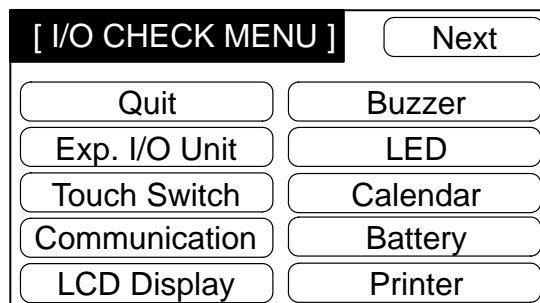 [ I/O CHECK MENU ] Next
Quit Buzzer
Exp. I/O Unit LED
Touch Switch Calendar
Communication Battery
LCD Display Printer